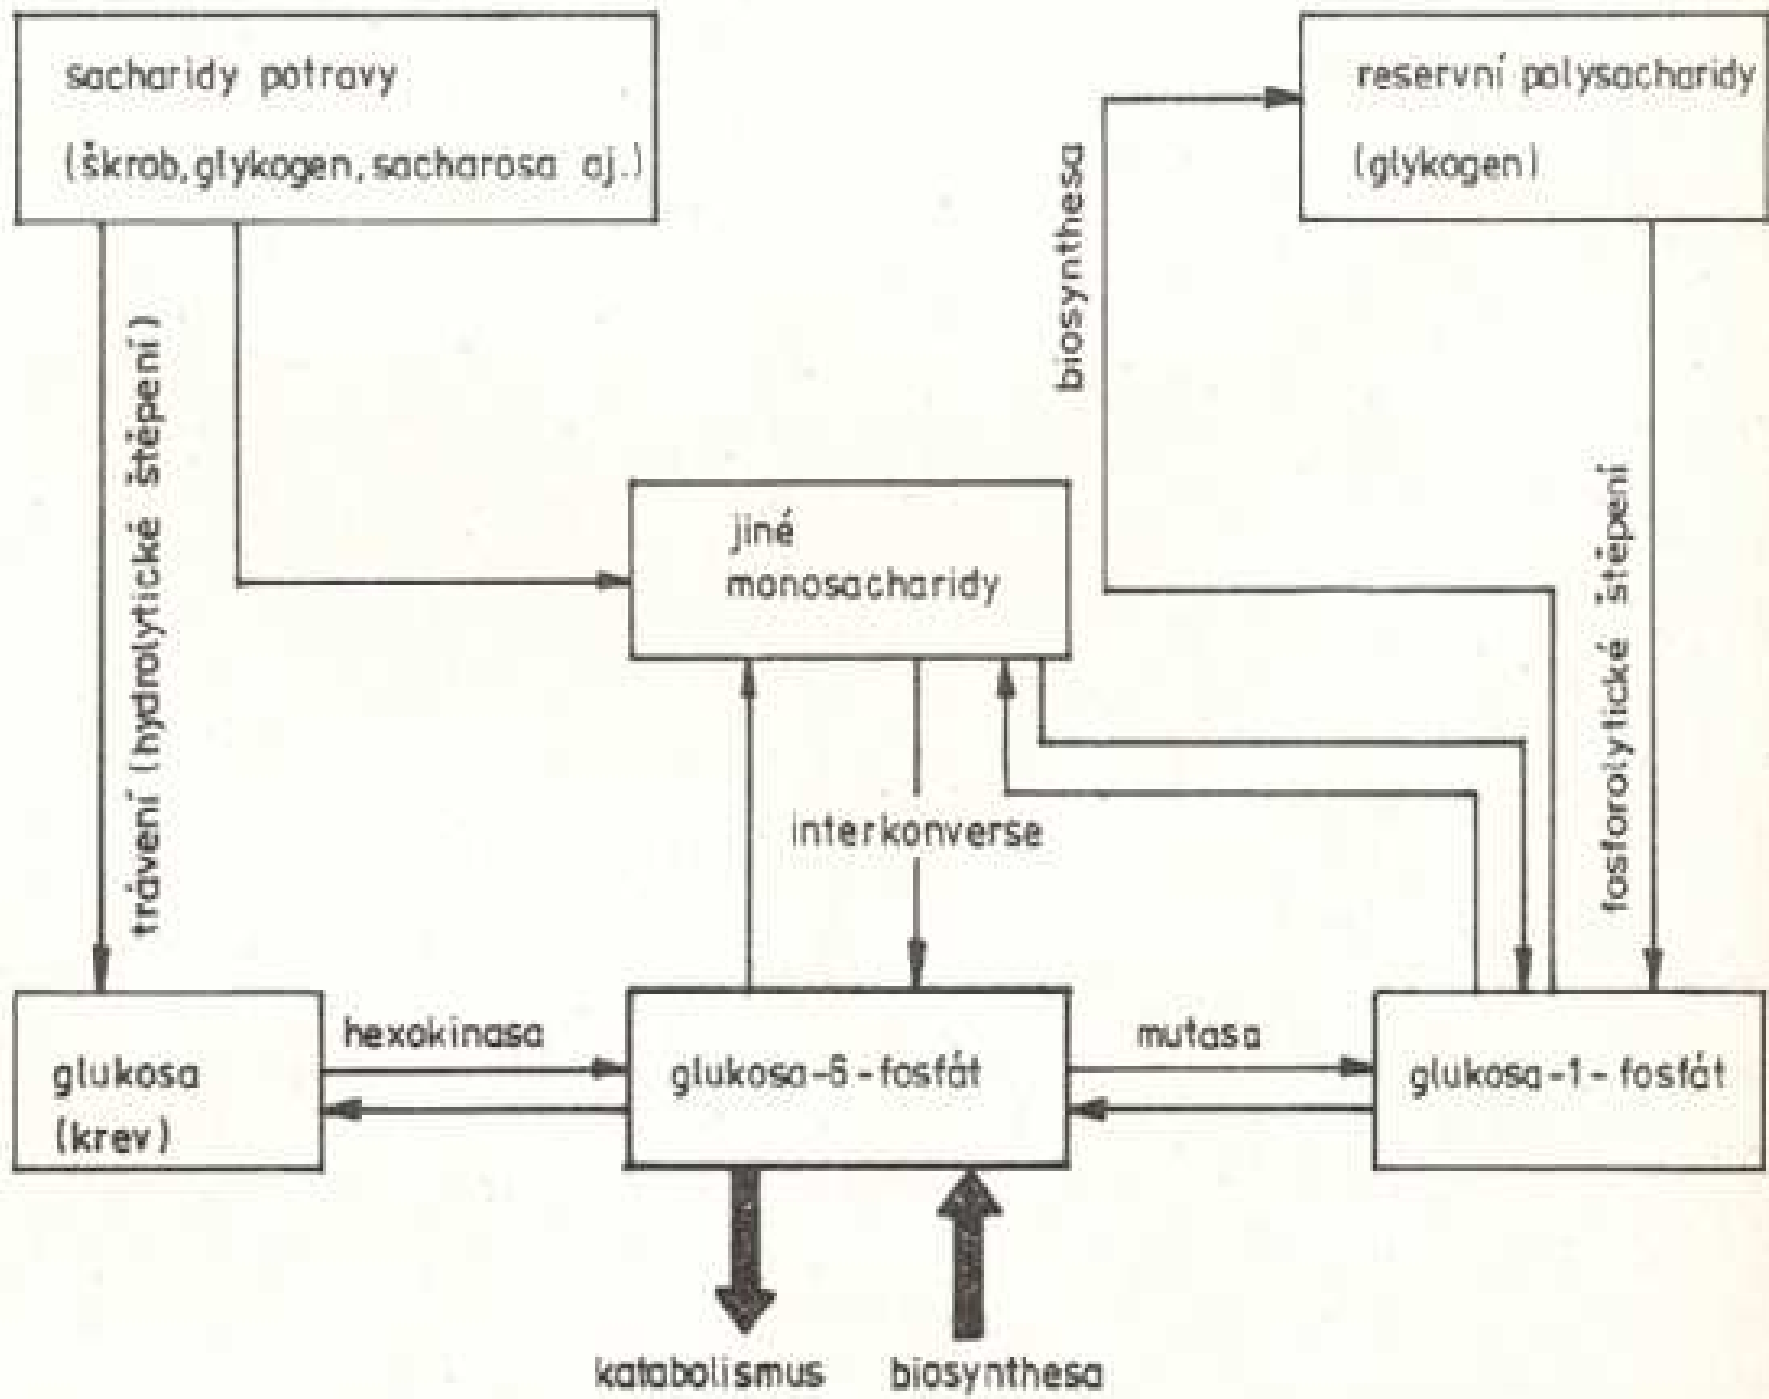 sacharidy potravy
(škrob, glykogen, sacharosa aj.)
reservní polysacharidy
(glykogen)
biosynthesa
trávení (hydrolytické štěpení)
jiné
monosacharidy
fosforolytické štěpení
interkonverse
glukosa
(krev)
hexokinasa
glukosa-6-fosfát
mutasa
glukosa-1-fosfát
katabolismus
biosynthesa